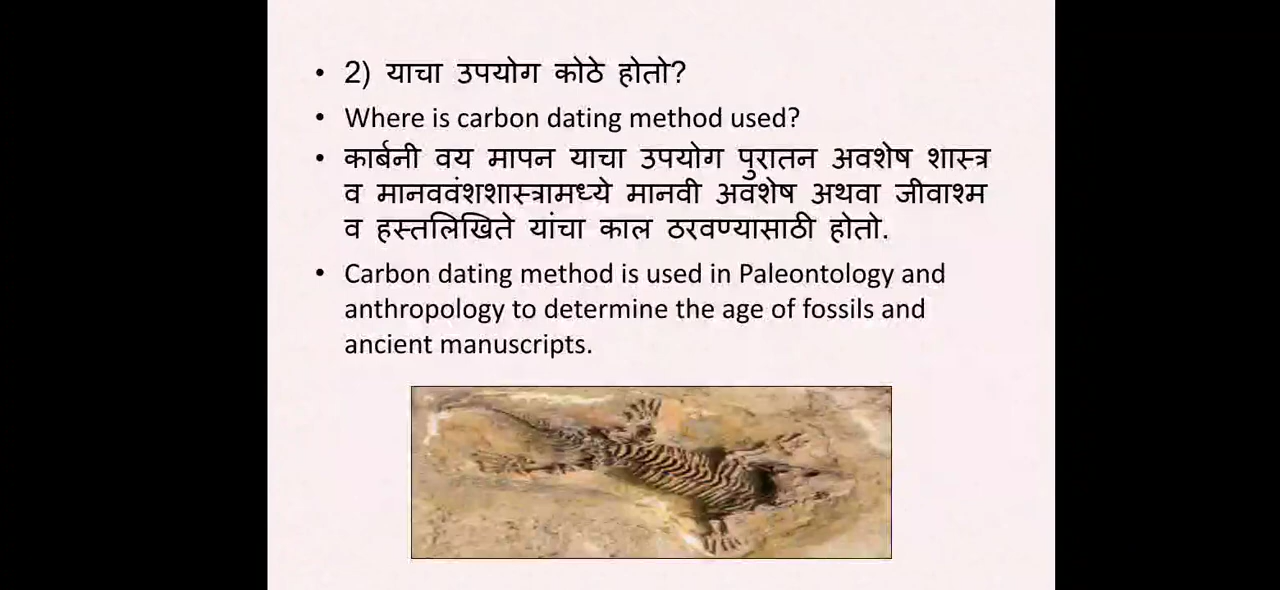 • 2) याचा उपयोग कोठे होतो?
• Where is carbon dating method used?
• कार्बनी वय मापन याचा उपयोग पुरातन अवशेष शास्त्र
व मानववंशशास्त्रामध्ये मानवी अवशेष अथवा जीवाश्म
व हस्तलिखिते यांचा काल ठरवण्यासाठी होतो.
• Carbon dating method is used in Paleontology and
anthropology to determine the age of fossils and
ancient manuscripts.